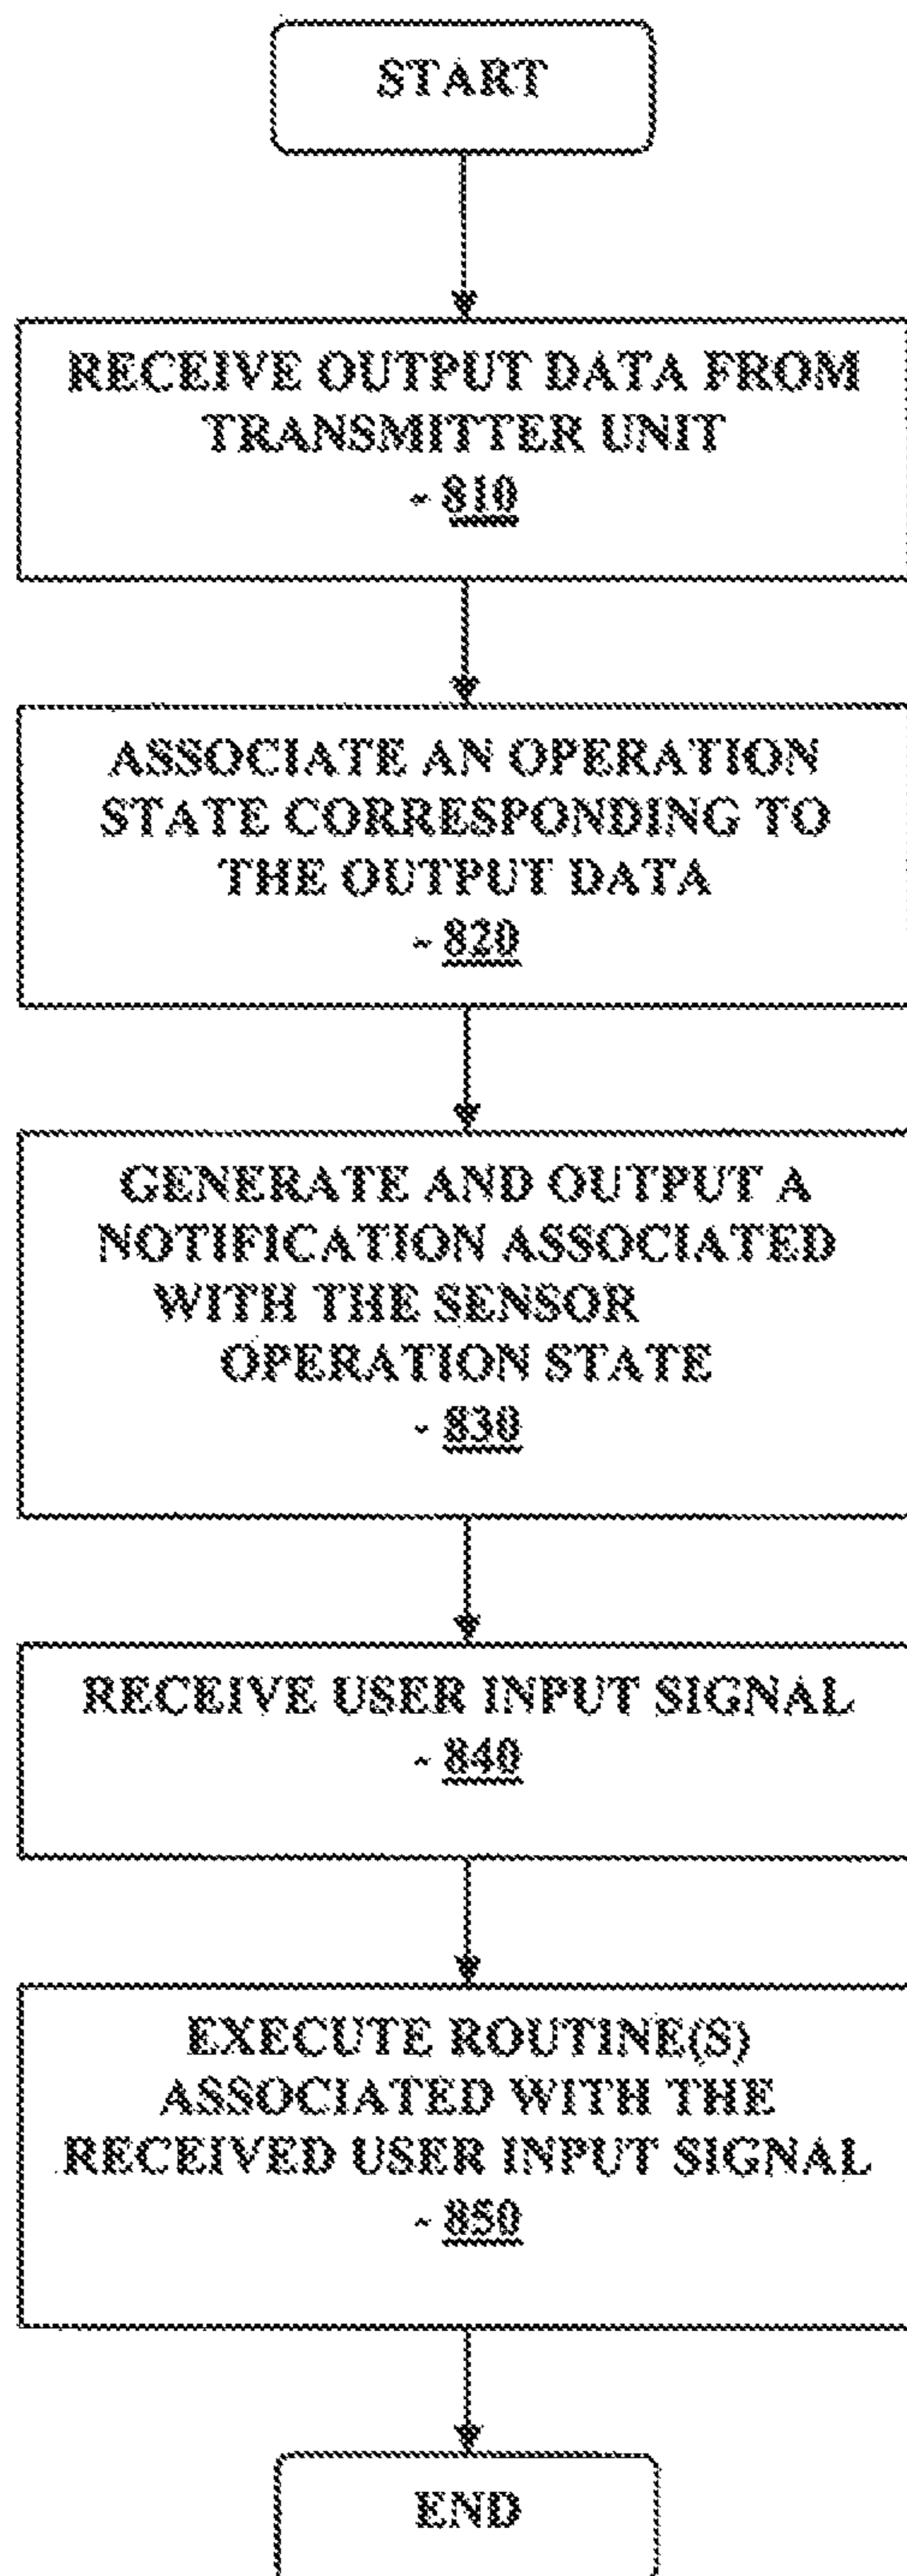 START
RECEIVE OUTPUT DATA FROM
TRANSMITTER UNIT
- 810
ASSOCIATE AN OPERATION
STATE CORRESPONDING TO
THE OUTPUT DATA
- 820
GENERATE AND OUTPUT A
NOTIFICATION ASSOCIATED
WITH THE SENSOR
OPERATION STATE
- 830
RECEIVE USER INPUT SIGNAL
- 840
EXECUTE ROUTINE(S)
ASSOCIATED WITH THE
RECEIVED USER INPUT SIGNAL
- 850
END